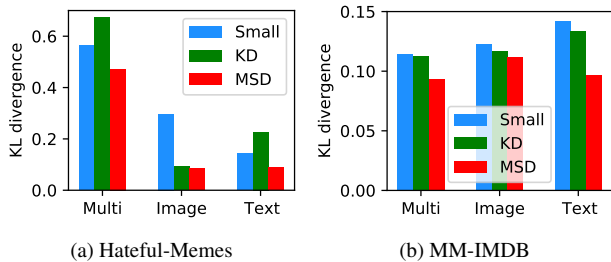 KL divergence
0.6
0.4
0.2
0.0
Small
KD
MSD
Multi Image Text
(a) Hateful-Memes
KL divergence
0.15
0.10
0.05
0.00
Small
KD
MSD
Multi Image Text
(b) MM-IMDB